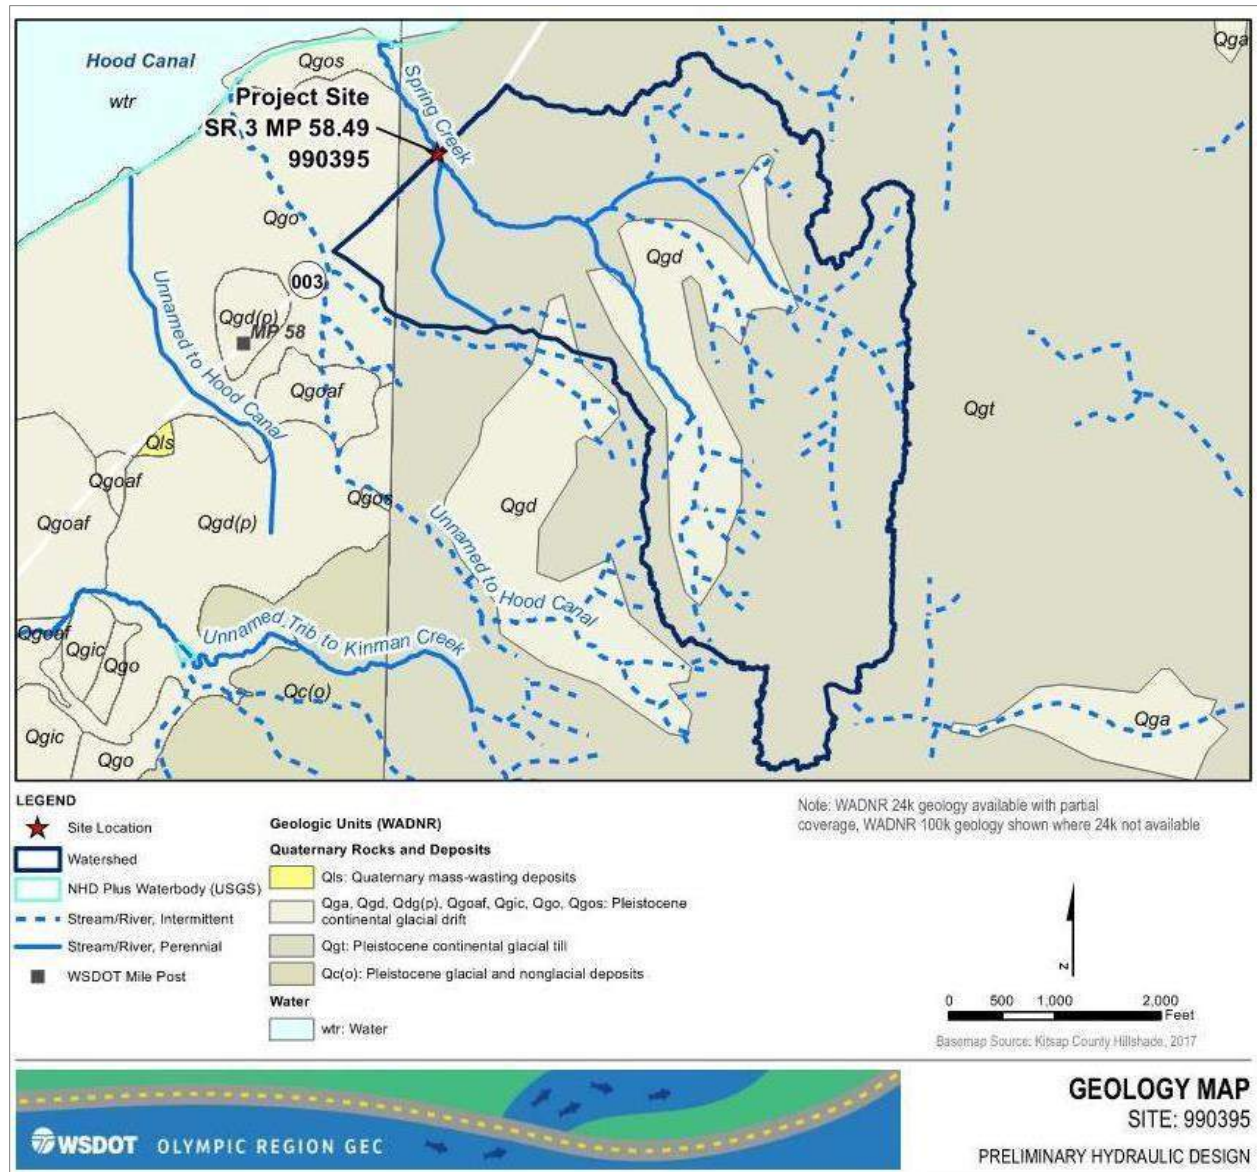 Hood Canal
wtr
Qgos
Spring Creek
Project Site
SR 3 MP 58.49
990395
Qga
Qgo
003
Qgd
Qgd(p)
MP 58
Unnamed to Hood Canal
Qgoaf
Qgt
Qls
Qgoaf
Qgoaf
Qgd(p)
Qgos
Qgd
Unnamed to Hood Canal
Unnamed Trib to Kinman Creek
Qgoaf
Qgic
Qgo
Qc(o)
Qgic
Qgo
Qga
LEGEND
Site Location
Watershed
NHD Plus Waterbody (USGS)
Stream/River, Intermittent
Stream/River, Perennial
WSDOT Mile Post
Geologic Units (WADNR)
Quaternary Rocks and Deposits
Qls: Quaternary mass-wasting deposits
Qga, Qgd, Qdg(p), Qgoaf, Qgic, Qgo, Qgos: Pleistocene
continental glacial drift
Qgt: Pleistocene continental glacial till
Qc(o): Pleistocene glacial and nonglacial deposits
Water
wtr: Water
Note: WADNR 24k geology available with partial
coverage, WADNR 100k geology shown where 24k not available
N
0 500 1,000 2,000
Feet
Basemap Source: Kitsap County Hillshade, 2017
WSDOT OLYMPIC REGION GEC
GEOLOGY MAP
SITE: 990395
PRELIMINARY HYDRAULIC DESIGN